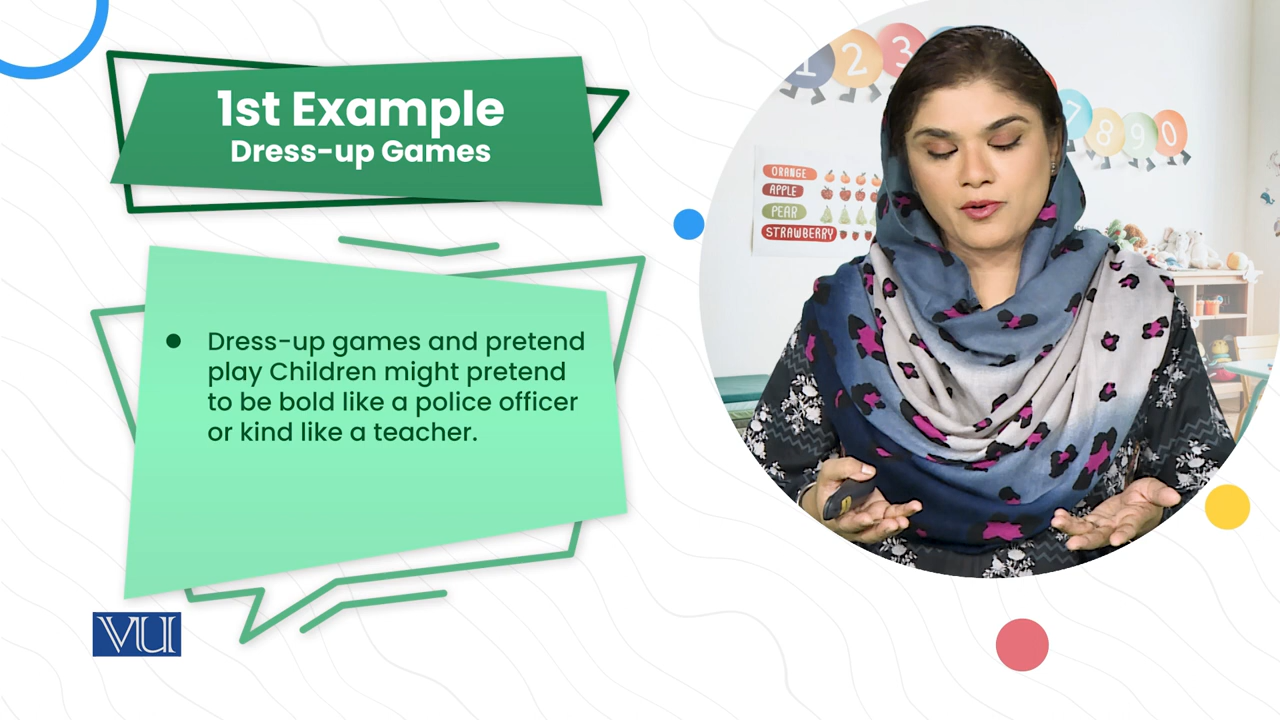 1st Example
Dress-up Games
Dress-up games and pretend
play Children might pretend
to be bold like a police officer
or kind like a teacher.
VU
1 2 3
7 8 9 0
ORANGE
APPLE
PEAR
STRAWBERRY